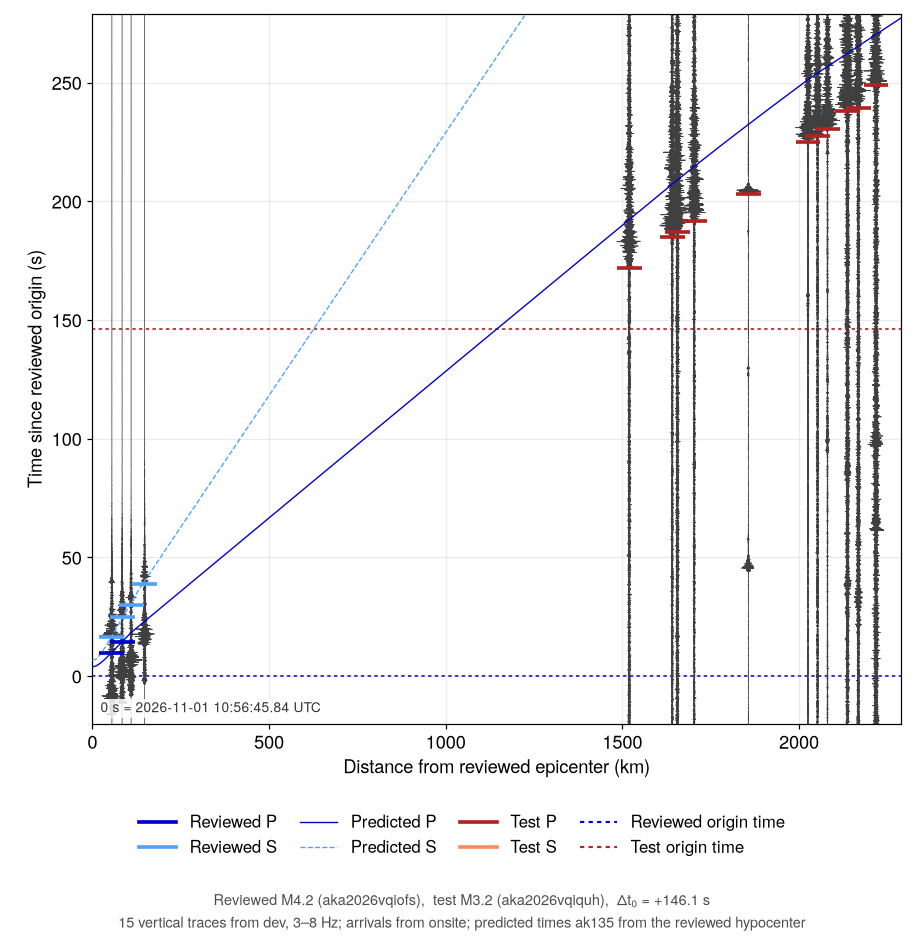 250
200
150
100
50
0
Time since reviewed origin (s)
0 s = 2026-11-01 10:56:45.84 UTC
0 500 1000 1500 2000
Distance from reviewed epicenter (km)
Reviewed P Predicted P Test P Reviewed origin time
Reviewed S Predicted S Test S Test origin time
Reviewed M4.2 (aka2026vqiofs), test M3.2 (aka2026vqiquh), Δt₀ = +146.1 s
15 vertical traces from dev, 3–8 Hz; arrivals from onsite; predicted times ak135 from the reviewed hypocenter